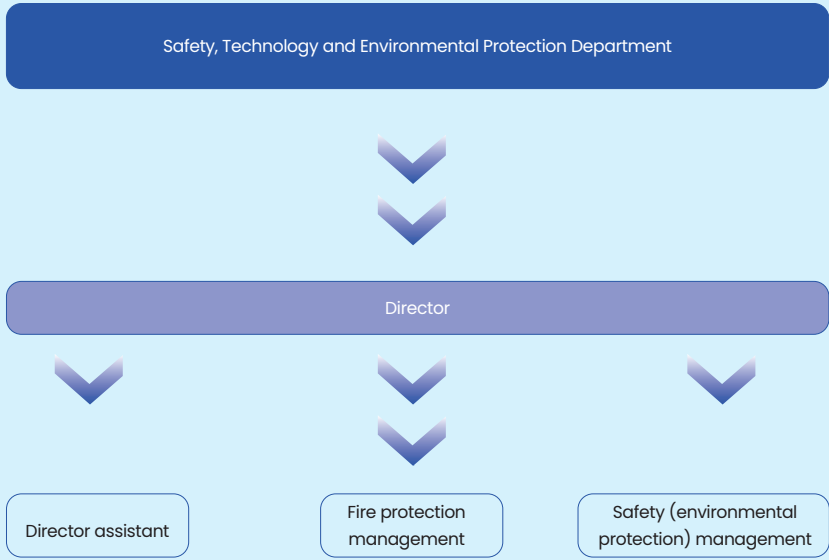 Safety, Technology and Environmental Protection Department
Director
Director assistant
Fire protection
management
Safety (environmental
protection) management